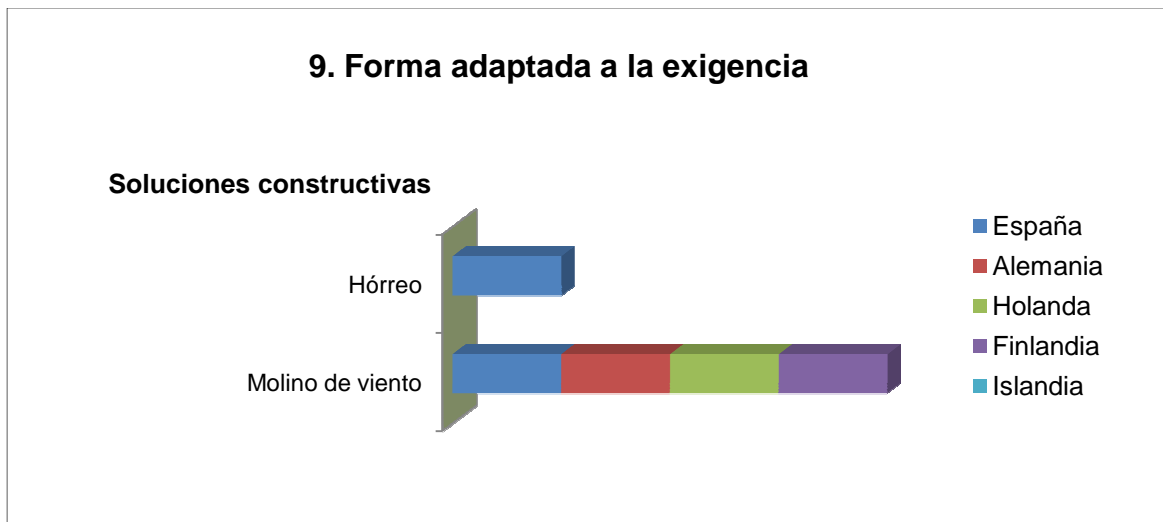 9. Forma adaptada a la exigencia
Soluciones constructivas
Hórreo
Molino de viento
España
Alemania
Holanda
Finlandia
Islandia